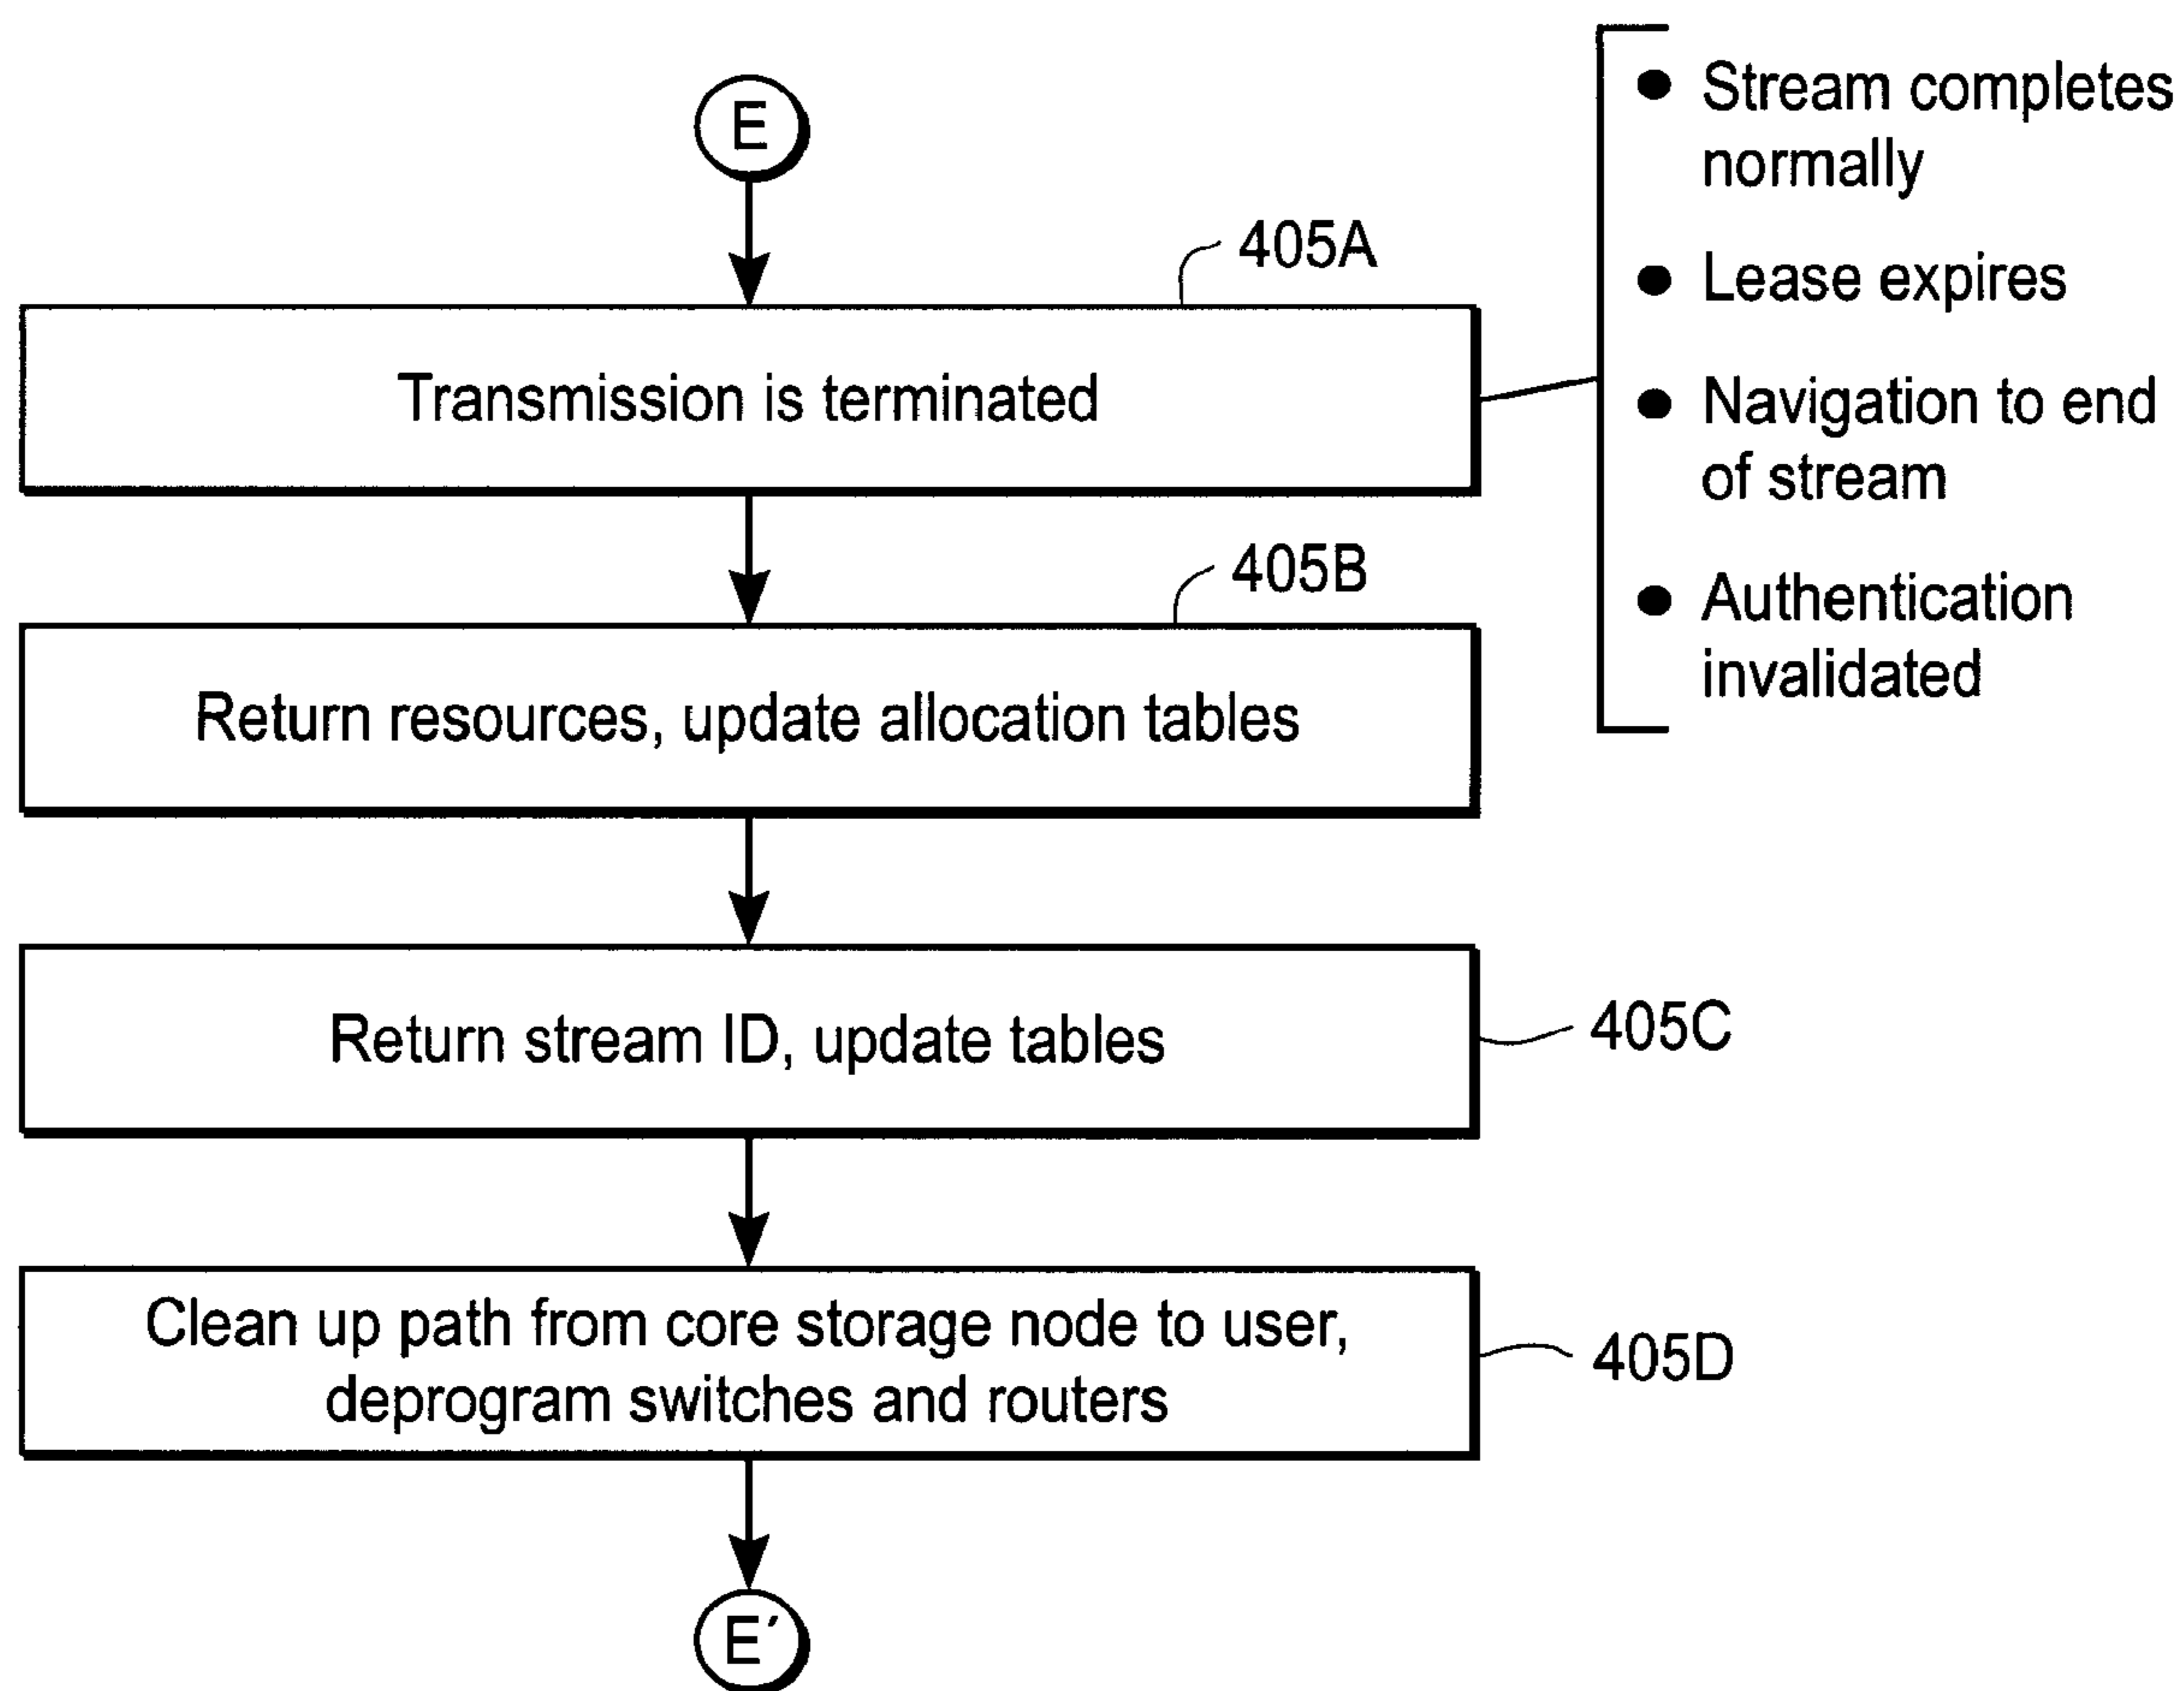 E
405A
Transmission is terminated
● Stream completes
normally
● Lease expires
● Navigation to end
of stream
● Authentication
invalidated
405B
Return resources, update allocation tables
Return stream ID, update tables
405C
Clean up path from core storage node to user,
deprogram switches and routers
405D
E′